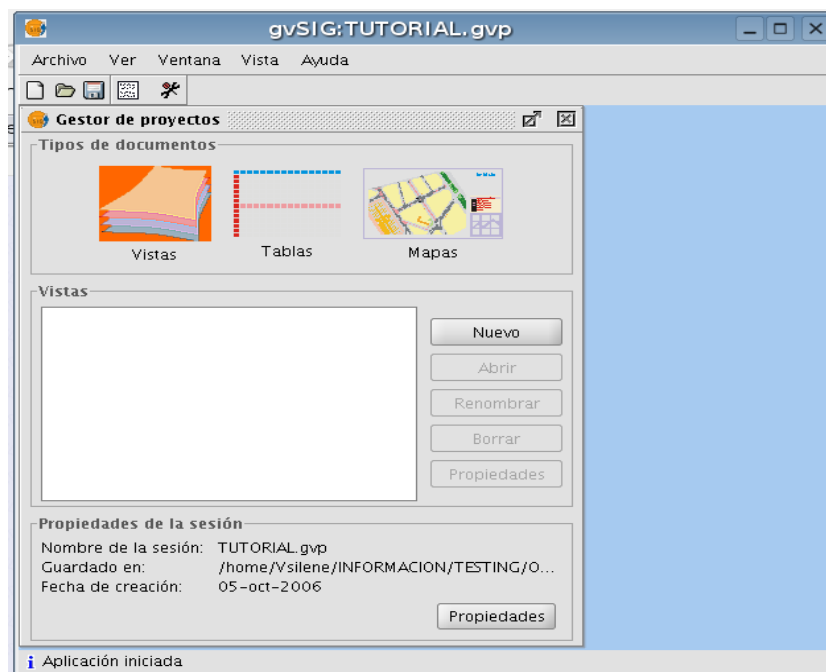 gvSIG:TUTORIAL.gvp
Archivo Ver Ventana Vista Ayuda
Gestor de proyectos
Tipos de documentos
Vistas Tablas Mapas
Vistas
Nuevo
Abrir
Renombrar
Borrar
Propiedades
Propiedades de la sesión
Nombre de la sesión: TUTORIAL.gvp
Guardado en: /home/Vsilene/INFORMACION/TESTING/O...
Fecha de creación: 05-oct-2006
Propiedades
Aplicación iniciada